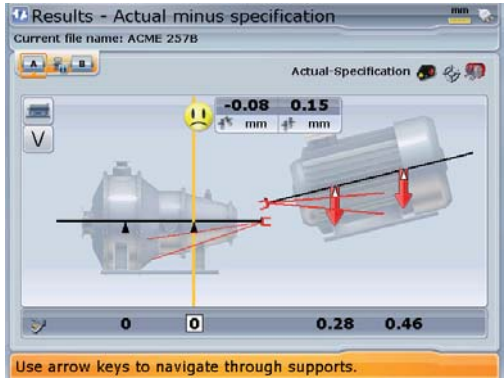 Results - Actual minus specification
mm
Current file name: ACME 257B
A B
Actual-Specification
-0.08 0.15
mm mm
V
0 0 0.28 0.46
Use arrow keys to navigate through supports.